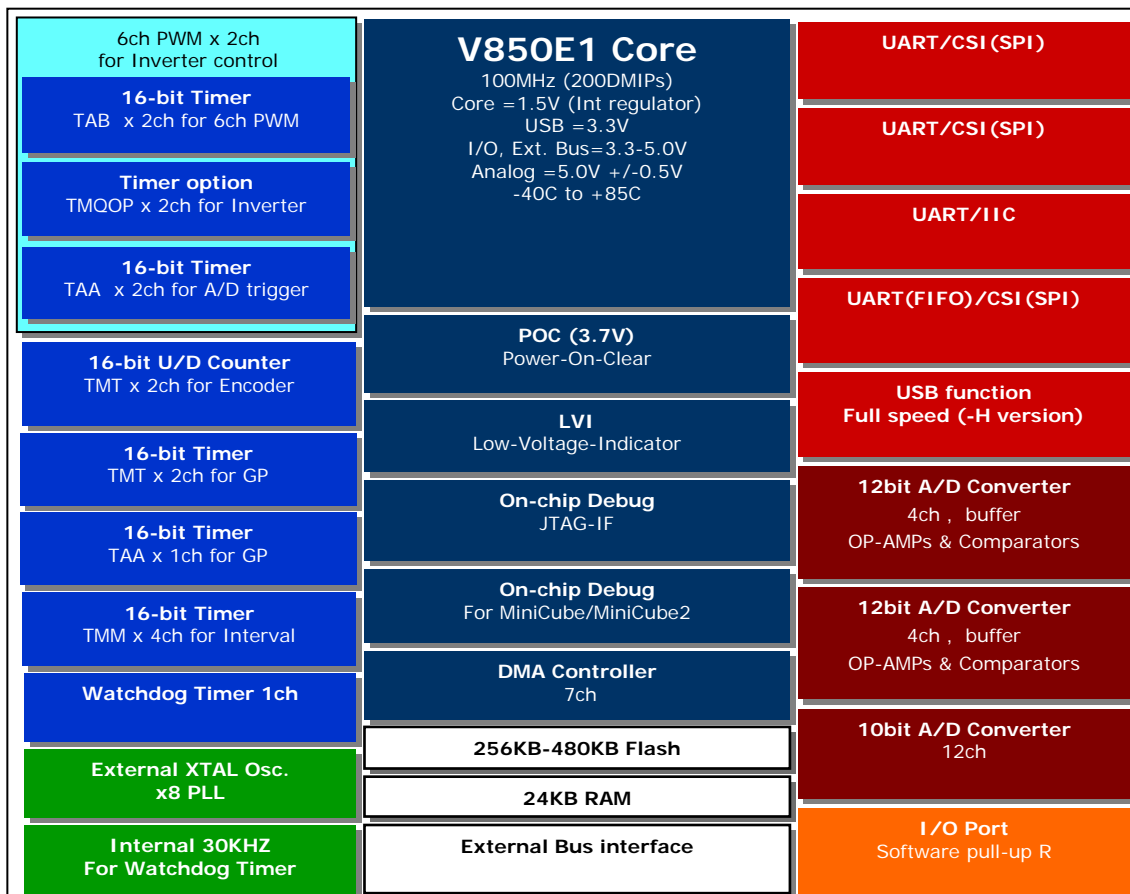 6ch PWM x 2ch
for Inverter control
16-bit Timer
TAB x 2ch for 6ch PWM
Timer option
TMQOP x 2ch for Inverter
16-bit Timer
TAA x 2ch for A/D trigger
16-bit U/D Counter
TMT x 2ch for Encoder
16-bit Timer
TMT x 2ch for GP
16-bit Timer
TAA x 1ch for GP
16-bit Timer
TMM x 4ch for Interval
Watchdog Timer 1ch
External XTAL Osc.
x8 PLL
Internal 30KHZ
For Watchdog Timer
V850E1 Core
100MHz (200DMIPs)
Core =1.5V (Int regulator)
USB =3.3V
I/O, Ext. Bus=3.3-5.0V
Analog =5.0V +/-0.5V
-40C to +85C
POC (3.7V)
Power-On-Clear
LVI
Low-Voltage-Indicator
On-chip Debug
JTAG-IF
On-chip Debug
For MiniCube/MiniCube2
DMA Controller
7ch
256KB-480KB Flash
24KB RAM
External Bus interface
UART/CSI(SPI)
UART/CSI(SPI)
UART/IIC
UART(FIFO)/CSI(SPI)
USB function
Full speed (-H version)
12bit A/D Converter
4ch , buffer
OP-AMPs & Comparators
12bit A/D Converter
4ch , buffer
OP-AMPs & Comparators
10bit A/D Converter
12ch
I/O Port
Software pull-up R